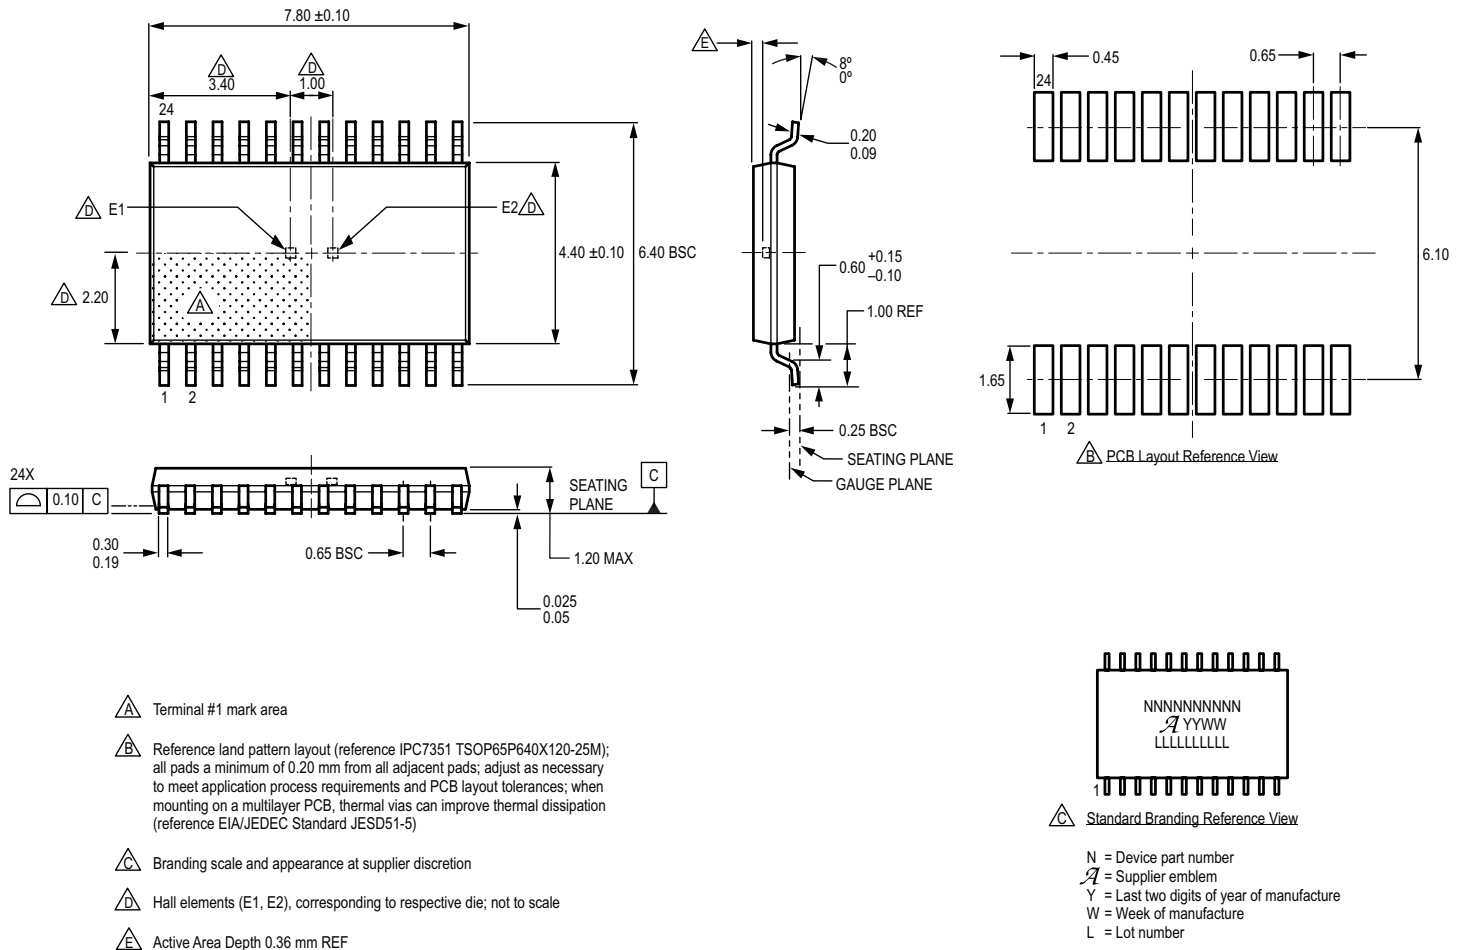 7.80 ±0.10
D
3.40
D
1.00
24
D E1
E2 D
D 2.20
A
4.40 ±0.10
6.40 BSC
1 2
E
8º
0º
0.20
0.09
0.60 +0.15
–0.10
1.00 REF
0.25 BSC
SEATING PLANE
GAUGE PLANE
0.45
0.65
24
6.10
1.65
1 2
B PCB Layout Reference View
24X
0.10 C
SEATING
PLANE
C
0.30
0.19
0.65 BSC
1.20 MAX
0.025
0.05
A Terminal #1 mark area
B Reference land pattern layout (reference IPC7351 TSOP65P640X120-25M);
all pads a minimum of 0.20 mm from all adjacent pads; adjust as necessary
to meet application process requirements and PCB layout tolerances; when
mounting on a multilayer PCB, thermal vias can improve thermal dissipation
(reference EIA/JEDEC Standard JESD51-5)
C Branding scale and appearance at supplier discretion
D Hall elements (E1, E2), corresponding to respective die; not to scale
E Active Area Depth 0.36 mm REF
NNNNNNNNNN
A YYWW
LLLLLLLLLL
1
C Standard Branding Reference View
N = Device part number
A = Supplier emblem
Y = Last two digits of year of manufacture
W = Week of manufacture
L = Lot number